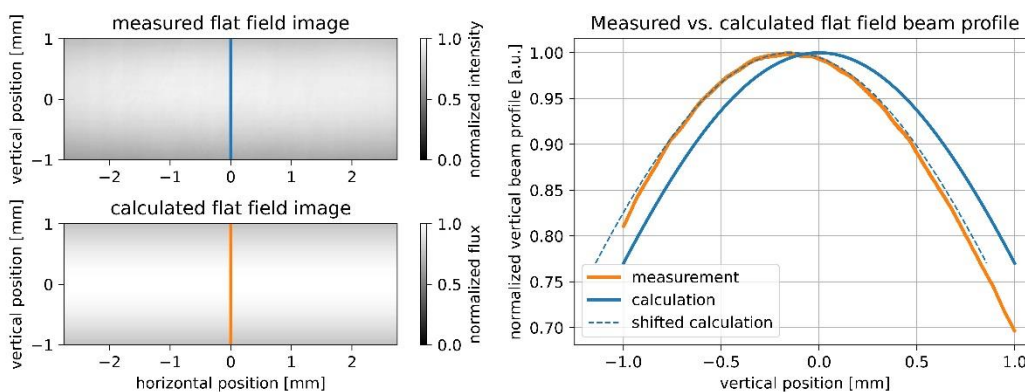 measured flat field image
vertical position [mm]
1
0
−1
−2
−1
0
1
2
1.0
0.5
0.0
normalized intensity
calculated flat field image
vertical position [mm]
1
0
−1
−2
−1
0
1
2
horizontal position [mm]
1.0
0.5
0.0
normalized flux
Measured vs. calculated flat field beam profile
normalized vertical beam profile [a.u.]
1.00
0.95
0.90
0.85
0.80
0.75
0.70
measurement
calculation
shifted calculation
−1.0
−0.5
0.0
0.5
1.0
vertical position [mm]